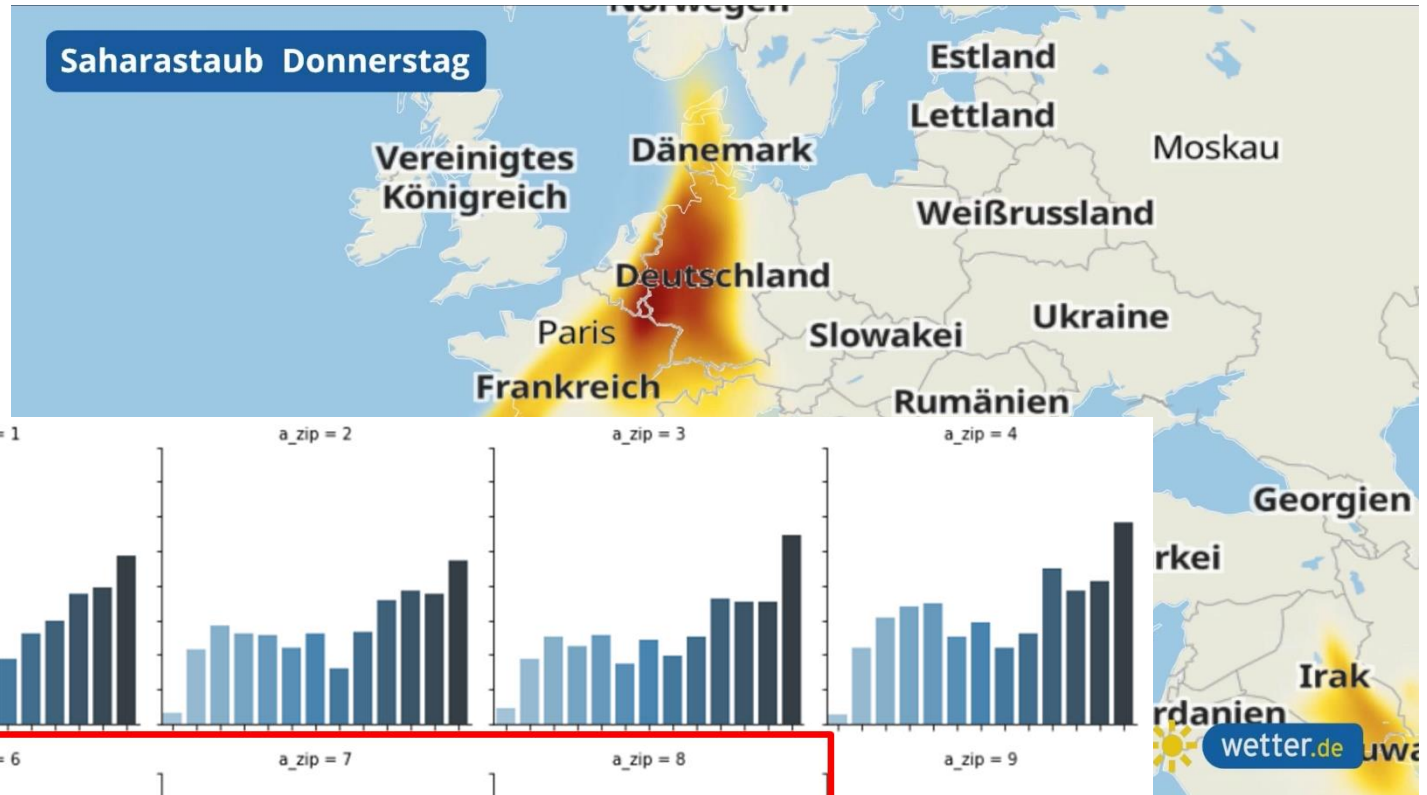 Norwegen
Saharastaub Donnerstag
Estland
Lettland
Moskau
Vereinigtes
Königreich
Dänemark
Weißrussland
Deutschland
Ukraine
Paris
Slowakei
Frankreich
Rumänien
= 1
a_zip = 2
a_zip = 3
a_zip = 4
Georgien
rkei
Irak
rdanien
wetter.de
uwa
= 6
a_zip = 7
a_zip = 8
a_zip = 9